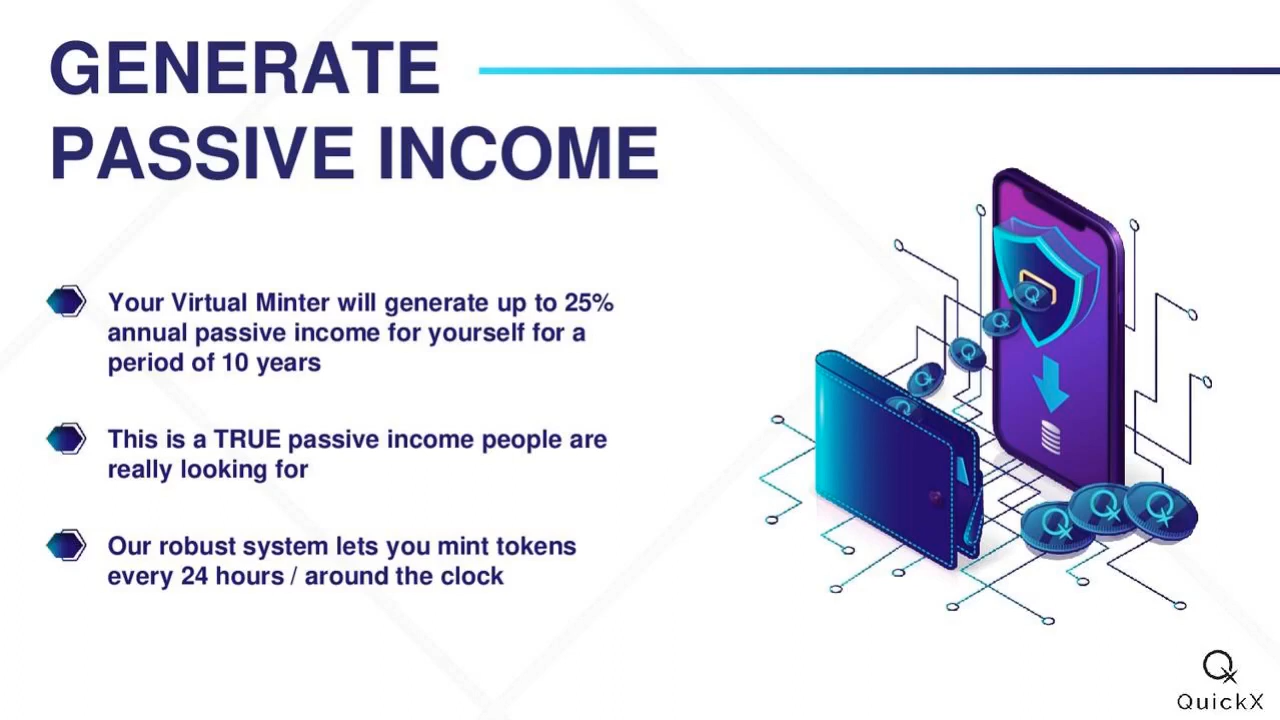 GENERATE
PASSIVE INCOME
Your Virtual Minter will generate up to 25%
annual passive income for yourself for a
period of 10 years
This is a TRUE passive income people are
really looking for
Our robust system lets you mint tokens
every 24 hours / around the clock
QuickX